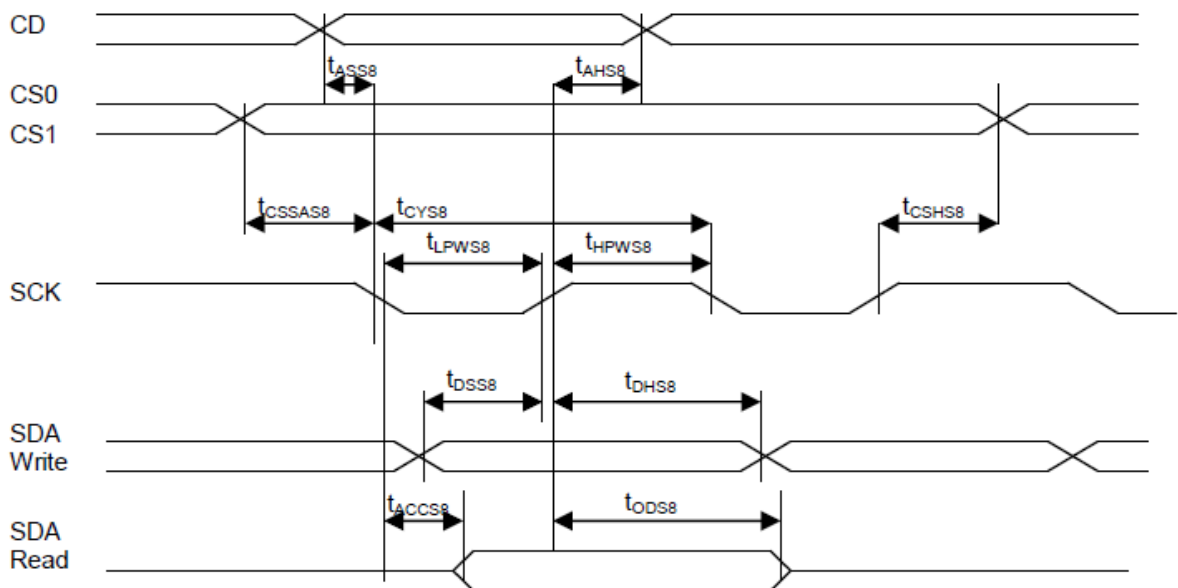 CD
tASS8 tAHS8
CS0
CS1
tCSSAS8 tCYS8 tCSHS8
tLPWS8 tHPWS8
SCK
tDSS8 tDHS8
SDA
Write
tACCS8 tODS8
SDA
Read